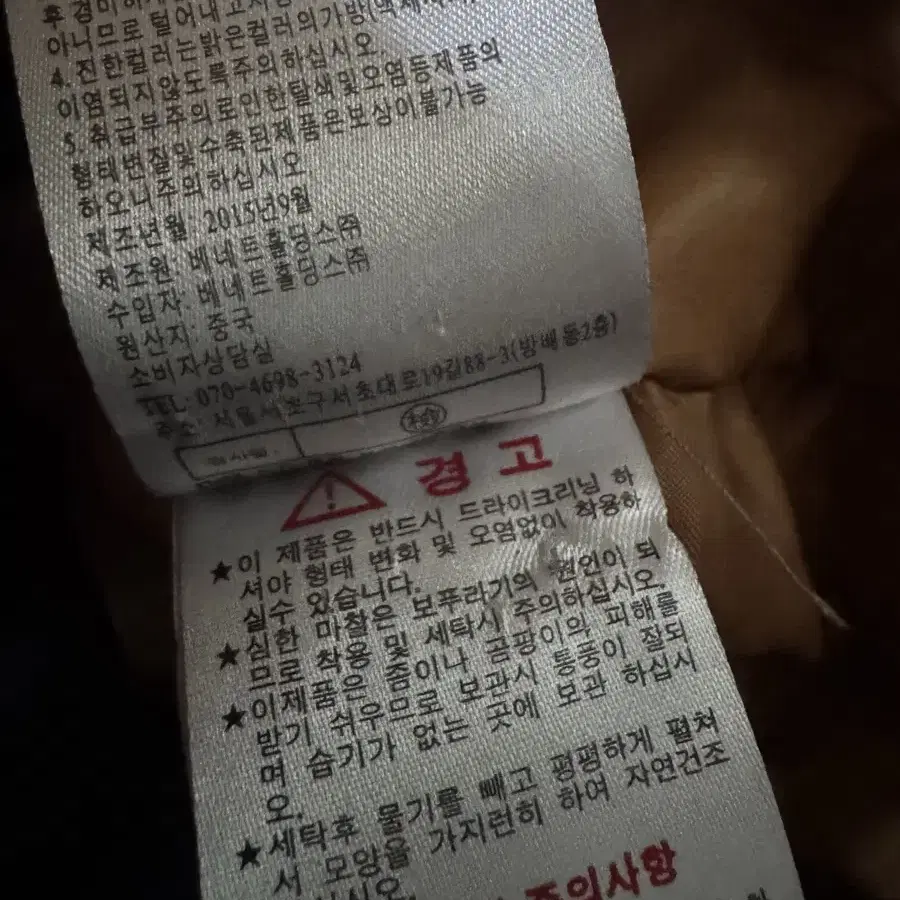 아니므로 털어내고
4. 진한컬러는밝은컬러의가방
이염되지않도록주의하십시오.
5. 취급부주의로인한탈색및오염등제품의
형태변질및수축된제품은보상이불가능
하오니주의하십시오
제조년월: 2015년9월
제조원: 베네트홀딩스㈜
수입자: 베네트홀딩스㈜
원산지: 중국
소비자상담실
TEL: 070-4698-3124
주소: 서울서초구서초대로19길88-3(방배동2층)
경 고
★이 제품은 반드시 드라이크리닝 하
셔야 형태 변화 및 오염없이 착용하
실수 있습니다.
★심한 마찰은 보푸라기의 원인이 되
므로 착용 및 세탁시 주의하십시오.
★이제품은 좀이나 곰팡이의 피해를
받기 쉬우므로 보관시 통풍이 잘되
며 습기가 없는 곳에 보관 하십시
오.
★세탁후 물기를 빼고 평평하게 펼쳐
서 모양을 가지런히 하여 자연건조
주의사항